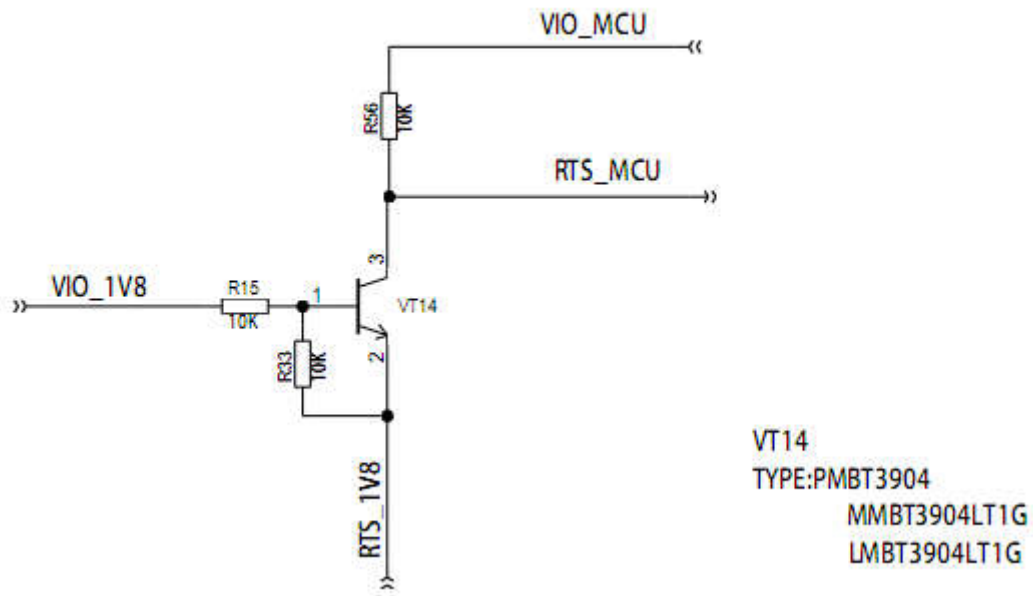 VIO_MCU
R56
10K
RTS_MCU
3
VIO_1V8
R15
10K
1
VT14
R33
10K
2
RTS_1V8
VT14
TYPE:PMBT3904
MMBT3904LT1G
LMBT3904LT1G